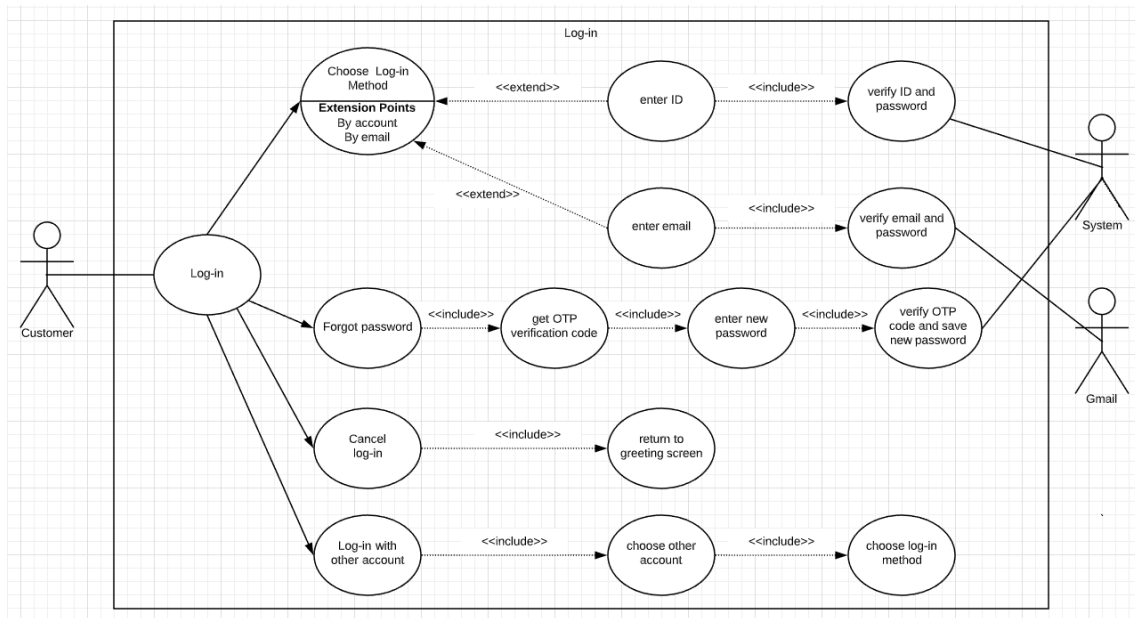 Log-in
Choose Log-in
Method
Extension Points
By account
By email
<<extend>>
enter ID
<<include>>
verify ID and
password
<<extend>>
enter email
<<include>>
verify email and
password
System
Customer
Log-in
Forgot password
<<include>>
get OTP
verification code
<<include>>
enter new
password
<<include>>
verify OTP
code and save
new password
Gmail
Cancel
log-in
<<include>>
return to
greeting screen
Log-in with
other account
<<include>>
choose other
account
<<include>>
choose log-in
method